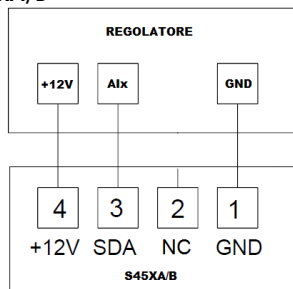 REGOLATORE
+12V AIx GND
4 3 2 1
+12V SDA NC GND
S45XA/B